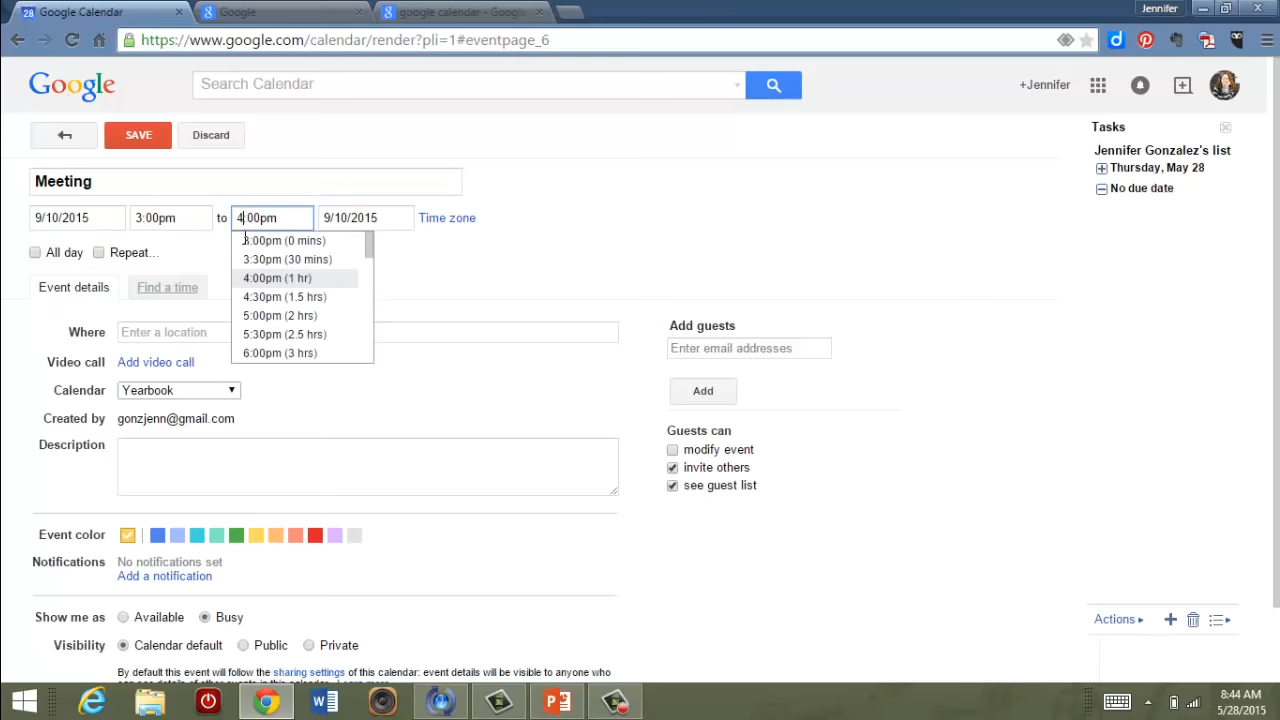 28 Google Calendar
Google
google calendar - Google
Jennifer
https://www.google.com/calendar/render?pli=1#eventpage_6
Google
Search Calendar
+Jennifer
SAVE
Discard
Tasks
Jennifer Gonzalez's list
Thursday, May 28
No due date
Meeting
9/10/2015 3:00pm to 4:00pm 9/10/2015 Time zone
3:00pm (0 mins)
3:30pm (30 mins)
4:00pm (1 hr)
4:30pm (1.5 hrs)
5:00pm (2 hrs)
5:30pm (2.5 hrs)
6:00pm (3 hrs)
All day Repeat...
Event details Find a time
Where Enter a location
Video call Add video call
Calendar Yearbook
Created by gonzjenn@gmail.com
Description
Add guests
Enter email addresses
Add
Guests can
modify event
invite others
see guest list
Event color
Notifications No notifications set
Add a notification
Show me as Available Busy
Visibility Calendar default Public Private
By default this event will follow the sharing settings of this calendar: event details will be visible to anyone who
Actions
8:44 AM
5/28/2015